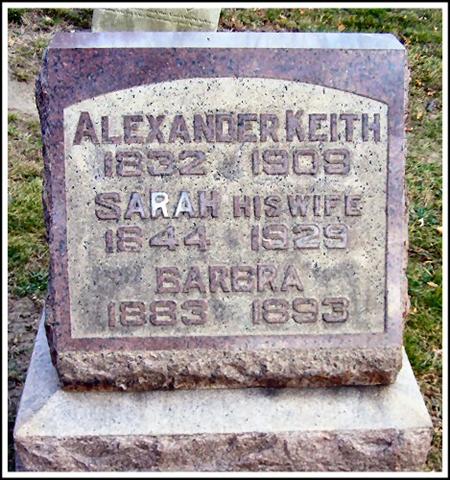 ALEXANDER KEITH
1832 1909
SARAH HIS WIFE
1844 1929
BARBRA
1883 1893